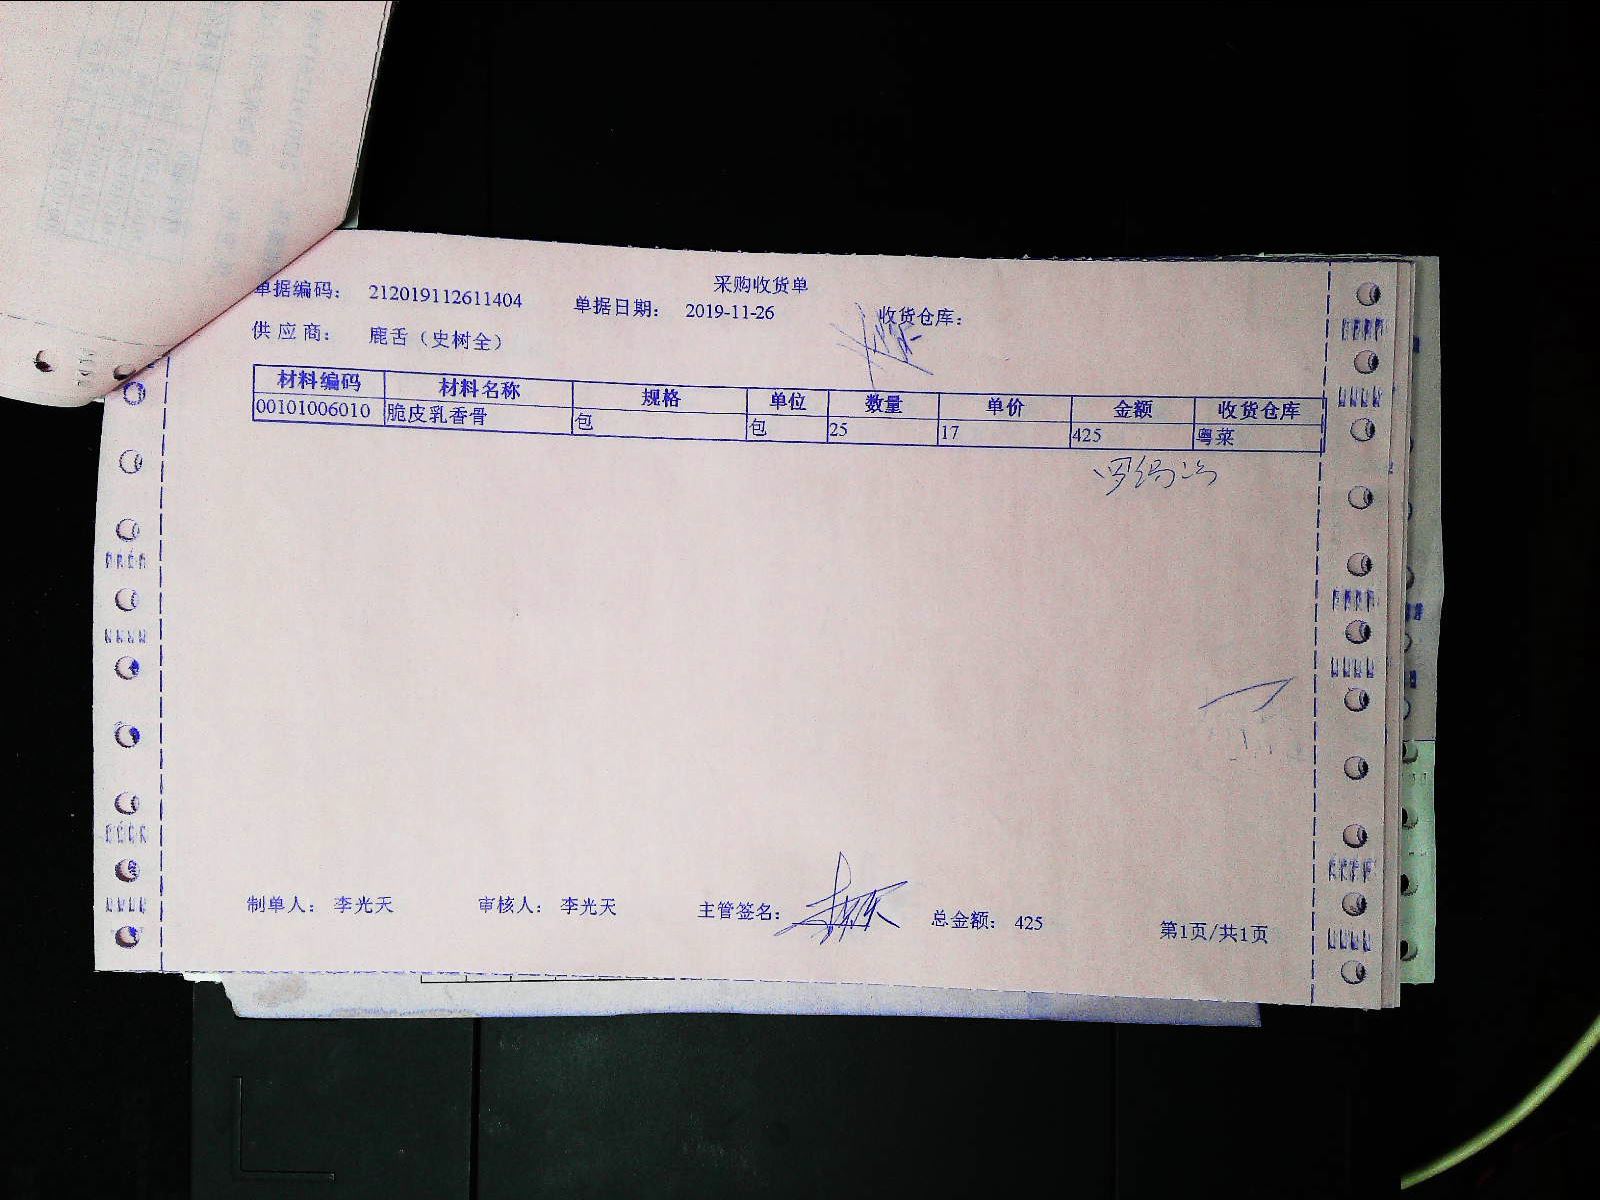 采购收货单
单据编码： 212019112611404 单据日期： 2019-11-26 收货仓库：
供 应 商： 鹿舌（史树全）
材料编码 材料名称 规格 单位 数量 单价 金额 收货仓库
00101006010 脆皮乳香骨 包 包 25 17 425 粤菜
制单人： 李光天 审核人： 李光天 主管签名： 总金额： 425 第1页/共1页